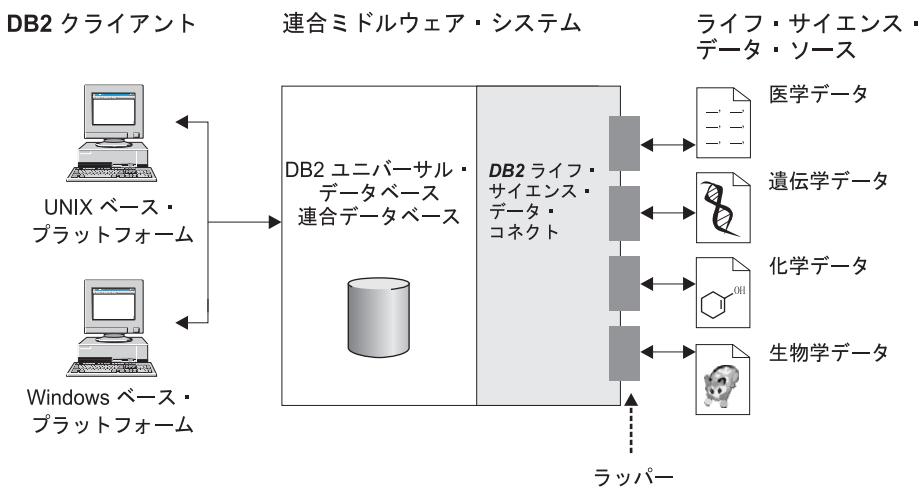 DB2 クライアント
連合ミドルウェア・システム
ライフ・サイエンス・
データ・ソース
UNIX ベース・
プラットフォーム
Windows ベース・
プラットフォーム
DB2 ユニバーサル・
データベース
連合データベース
DB2 ライフ・
サイエンス・
データ・
コネクト
医学データ
遺伝学データ
OH
化学データ
生物学データ
ラッパー